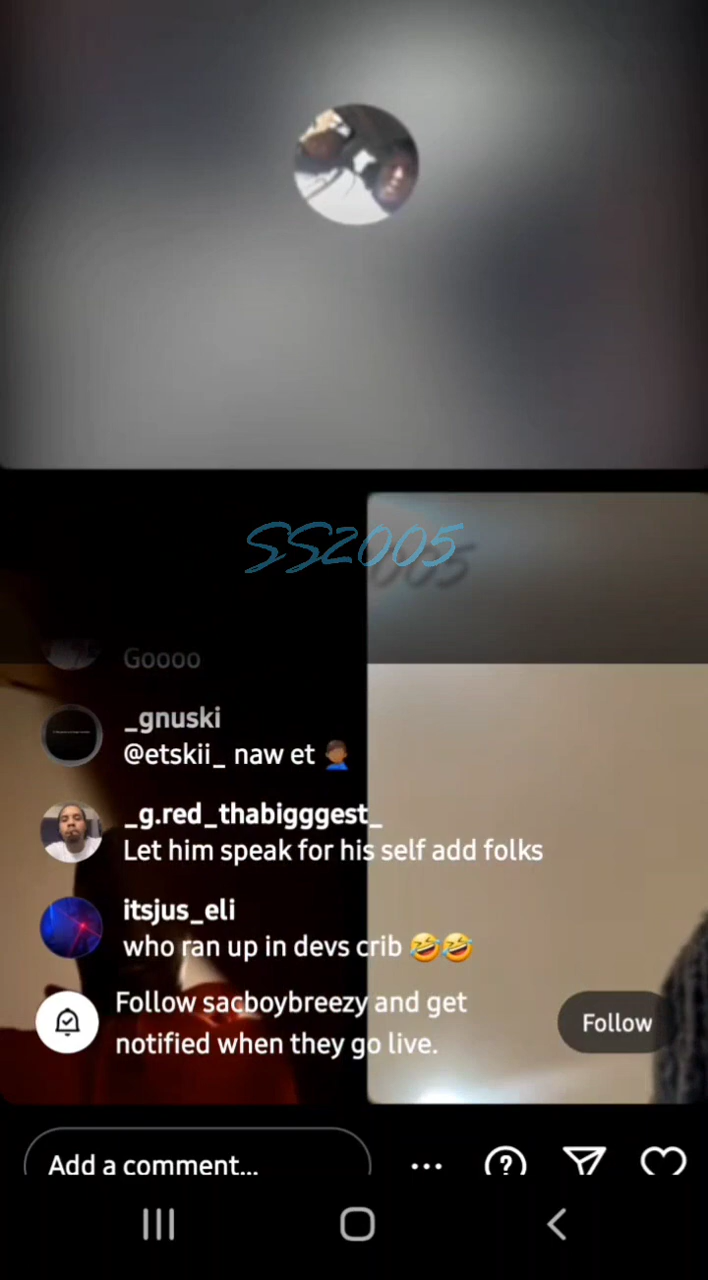 SS2005
005
Goooo
_gnuski
@etskii_ naw et 🤦🏾‍♂️
_g.red_thabigggest_
Let him speak for his self add folks
itsjus_eli
who ran up in devs crib 🤣🤣
Follow sacboybreezy and get
notified when they go live.
Follow
Add a comment...